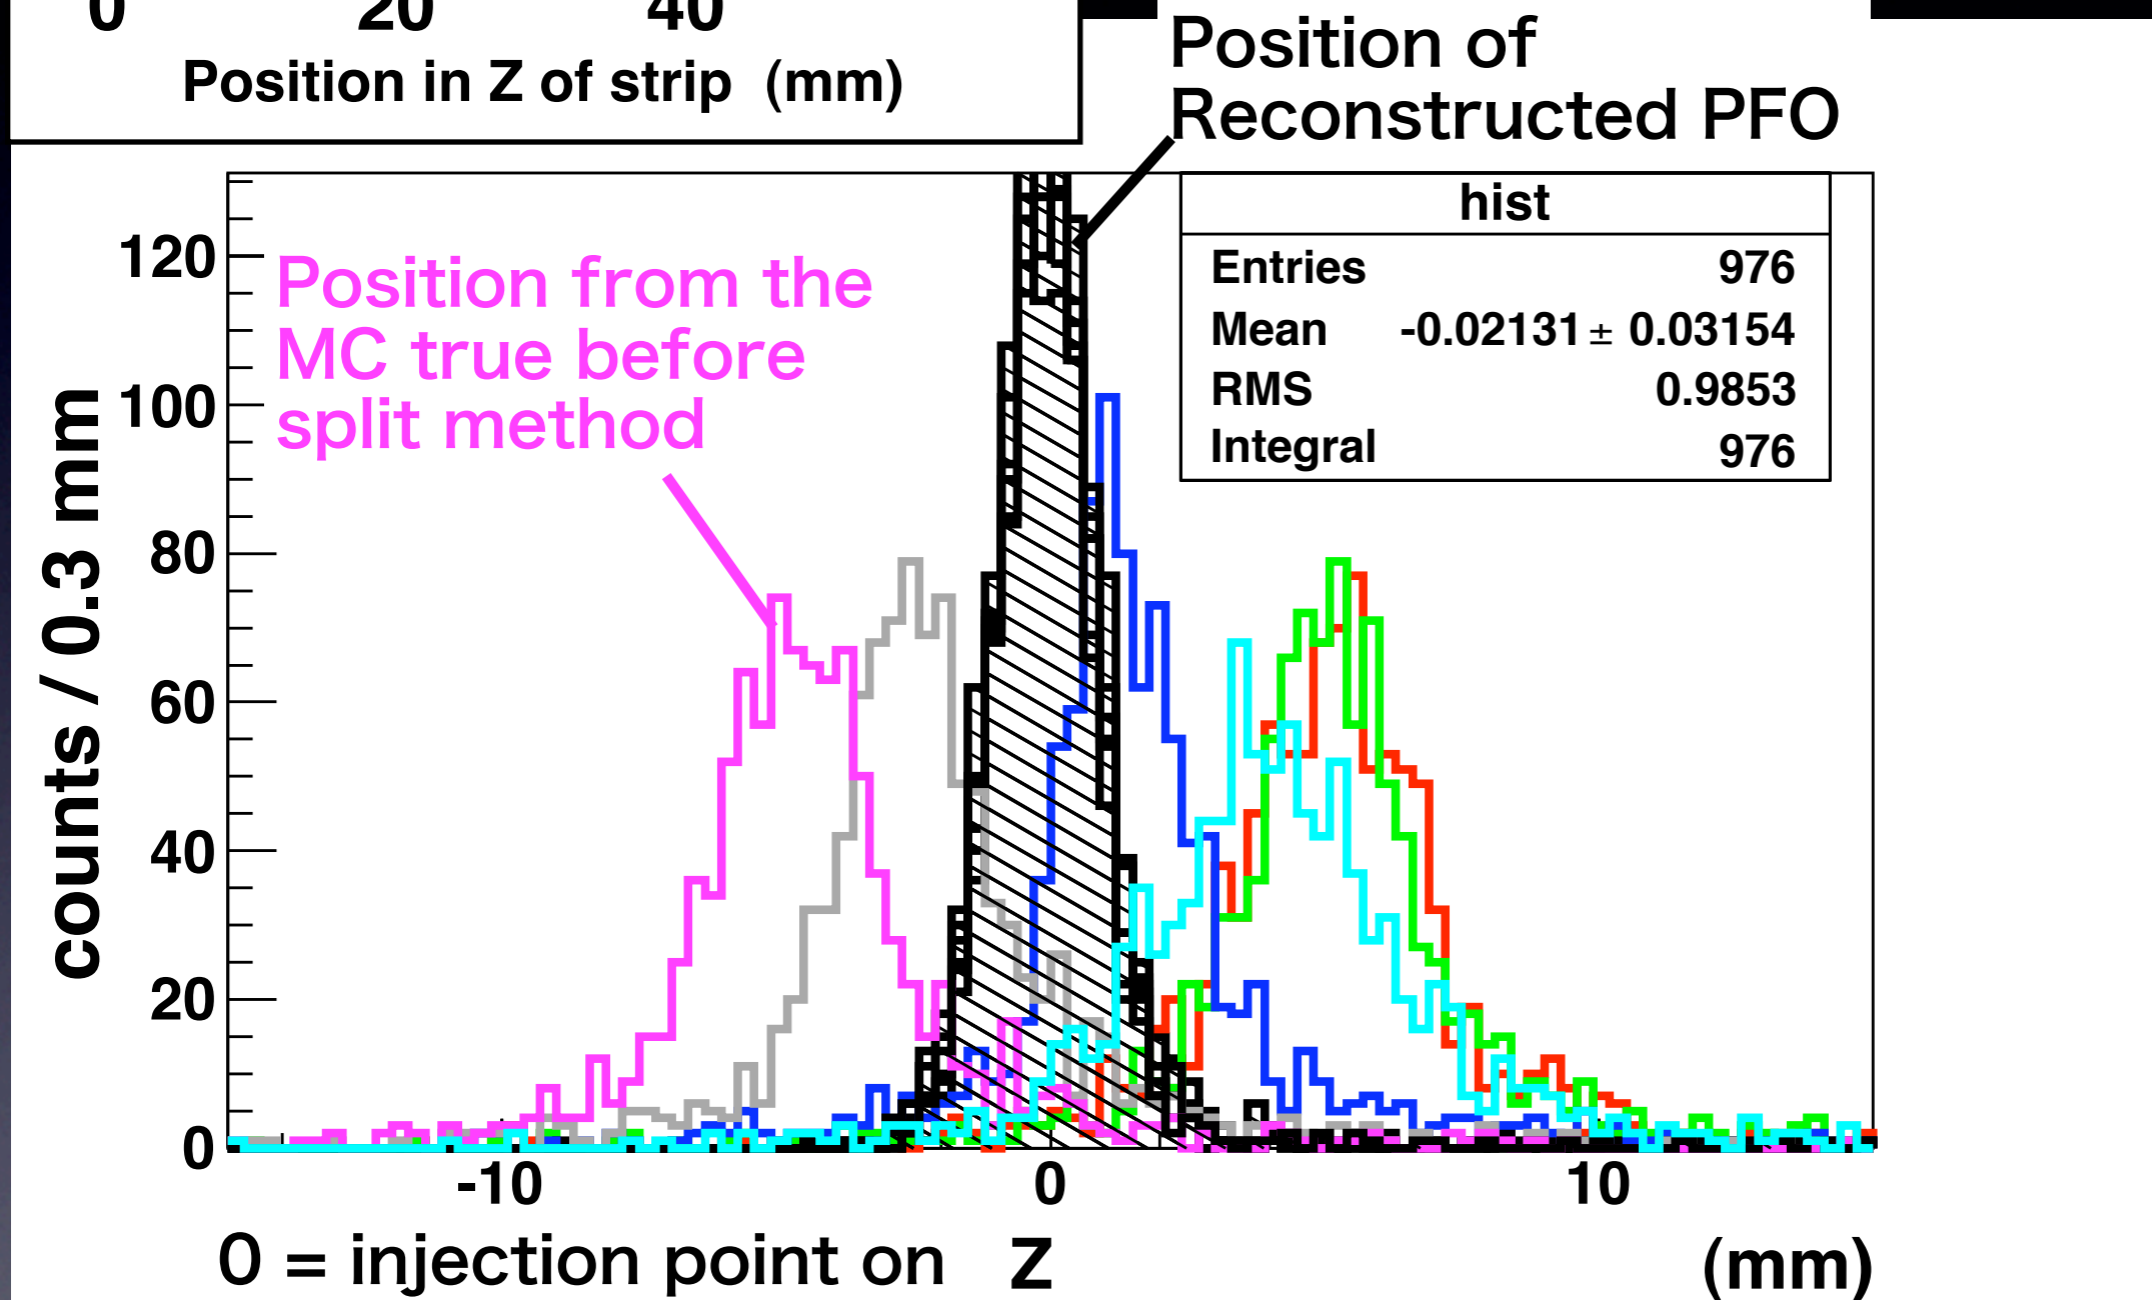 0 20 40
Position in Z of strip (mm)
Position of
Reconstructed PFO
hist
Entries 976
Mean -0.02131 ± 0.03154
RMS 0.9853
Integral 976
Position from the
MC true before
split method
counts / 0.3 mm
120
100
80
60
40
20
0
-10 0 10
0 = injection point on Z (mm)